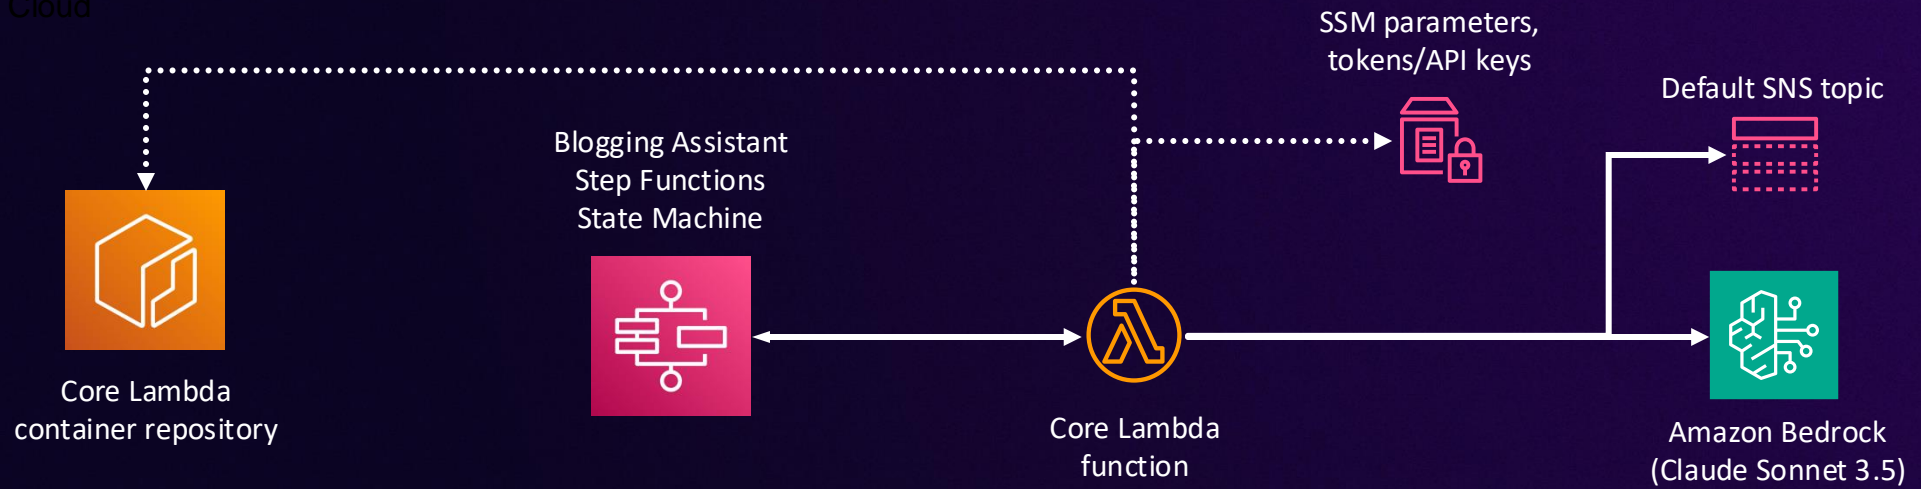 Cloud
SSM parameters,
tokens/API keys
Default SNS topic
Blogging Assistant
Step Functions
State Machine
Core Lambda
container repository
Core Lambda
function
Amazon Bedrock
(Claude Sonnet 3.5)